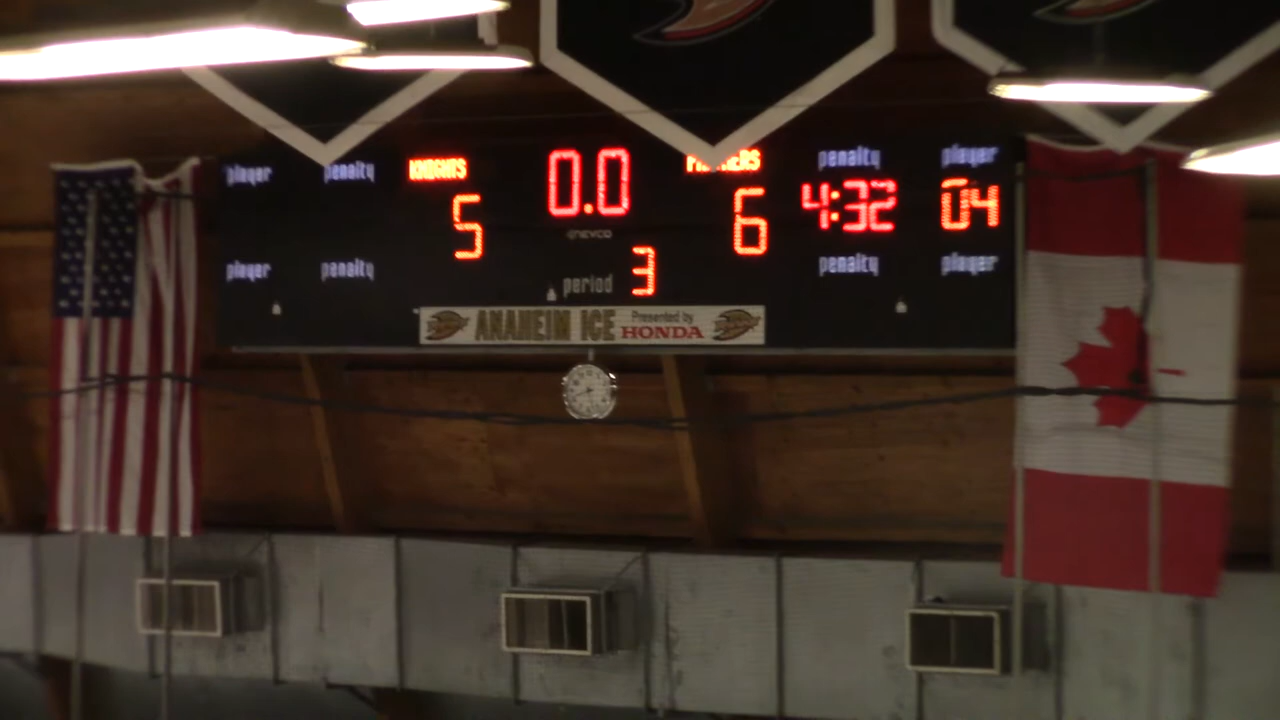 player penalty KNIGHTS 0.0 penalty player
5 6 4:32 04
NEVCO
player penalty period 3 penalty player
ANAHEIM ICE Presented by HONDA